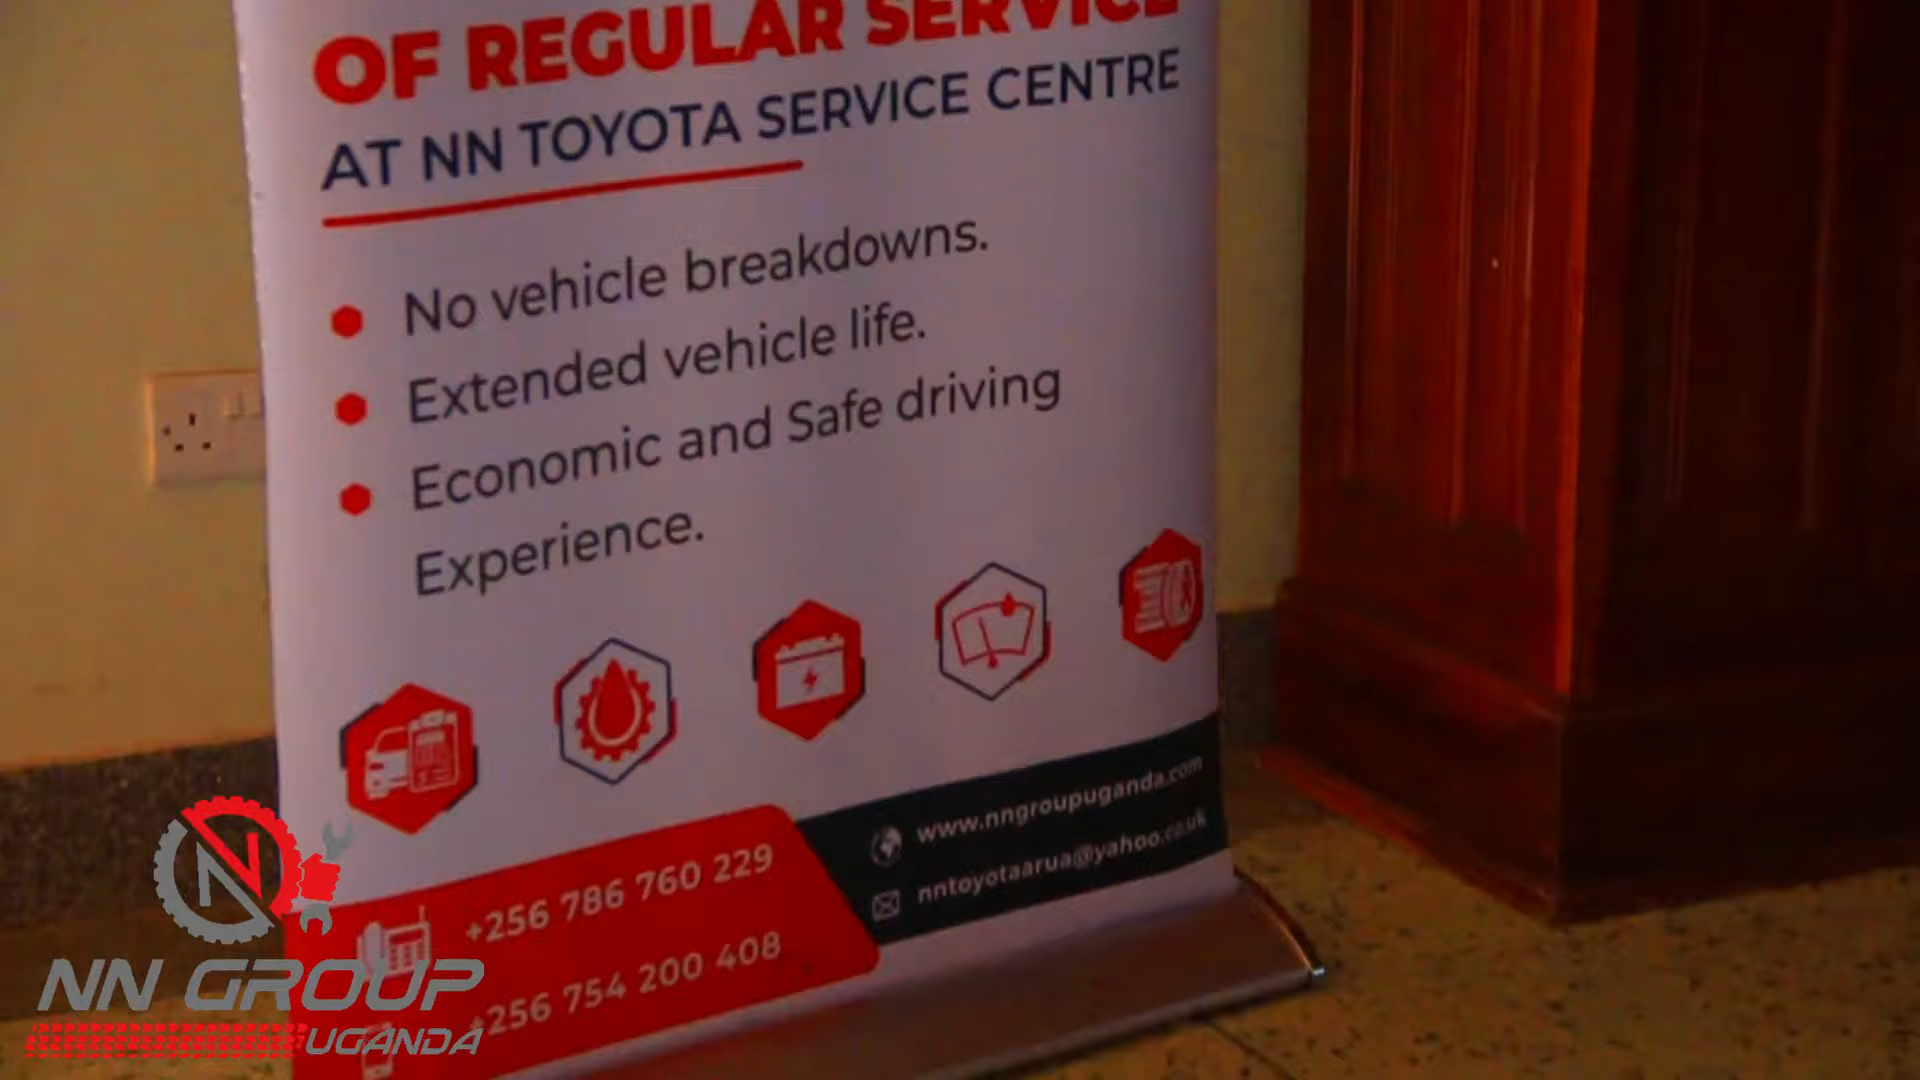 OF REGULAR SERVICE
AT NN TOYOTA SERVICE CENTRE
No vehicle breakdowns.
Extended vehicle life.
Economic and Safe driving
Experience.
www.nngroupuganda.com
nntoyotaarua@yahoo.co.uk
+256 786 760 229
+256 754 200 408
NN GROUP
UGANDA